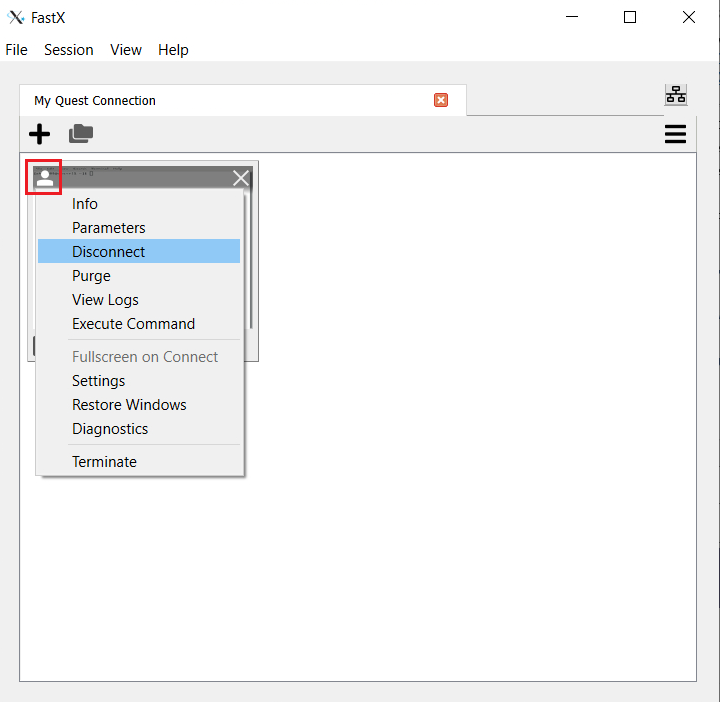 FastX
File Session View Help
My Quest Connection
Info
Parameters
Disconnect
Purge
View Logs
Execute Command
Fullscreen on Connect
Settings
Restore Windows
Diagnostics
Terminate